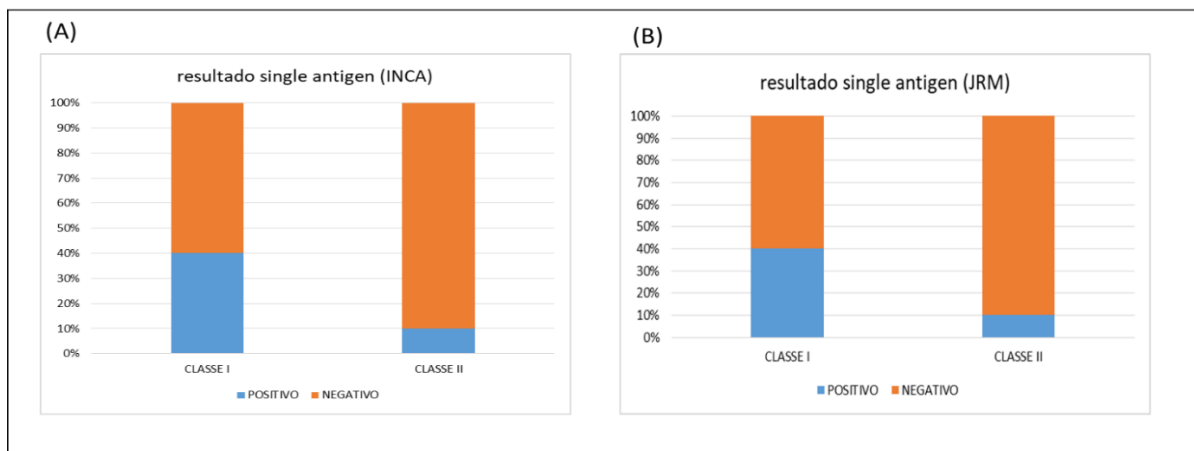 (A)
resultado single antigen (INCA)
100%
90%
80%
70%
60%
50%
40%
30%
20%
10%
0%
CLASSE I CLASSE II
POSITIVO NEGATIVO
(B)
resultado single antigen (JRM)
100%
90%
80%
70%
60%
50%
40%
30%
20%
10%
0%
CLASSE I CLASSE II
POSITIVO NEGATIVO